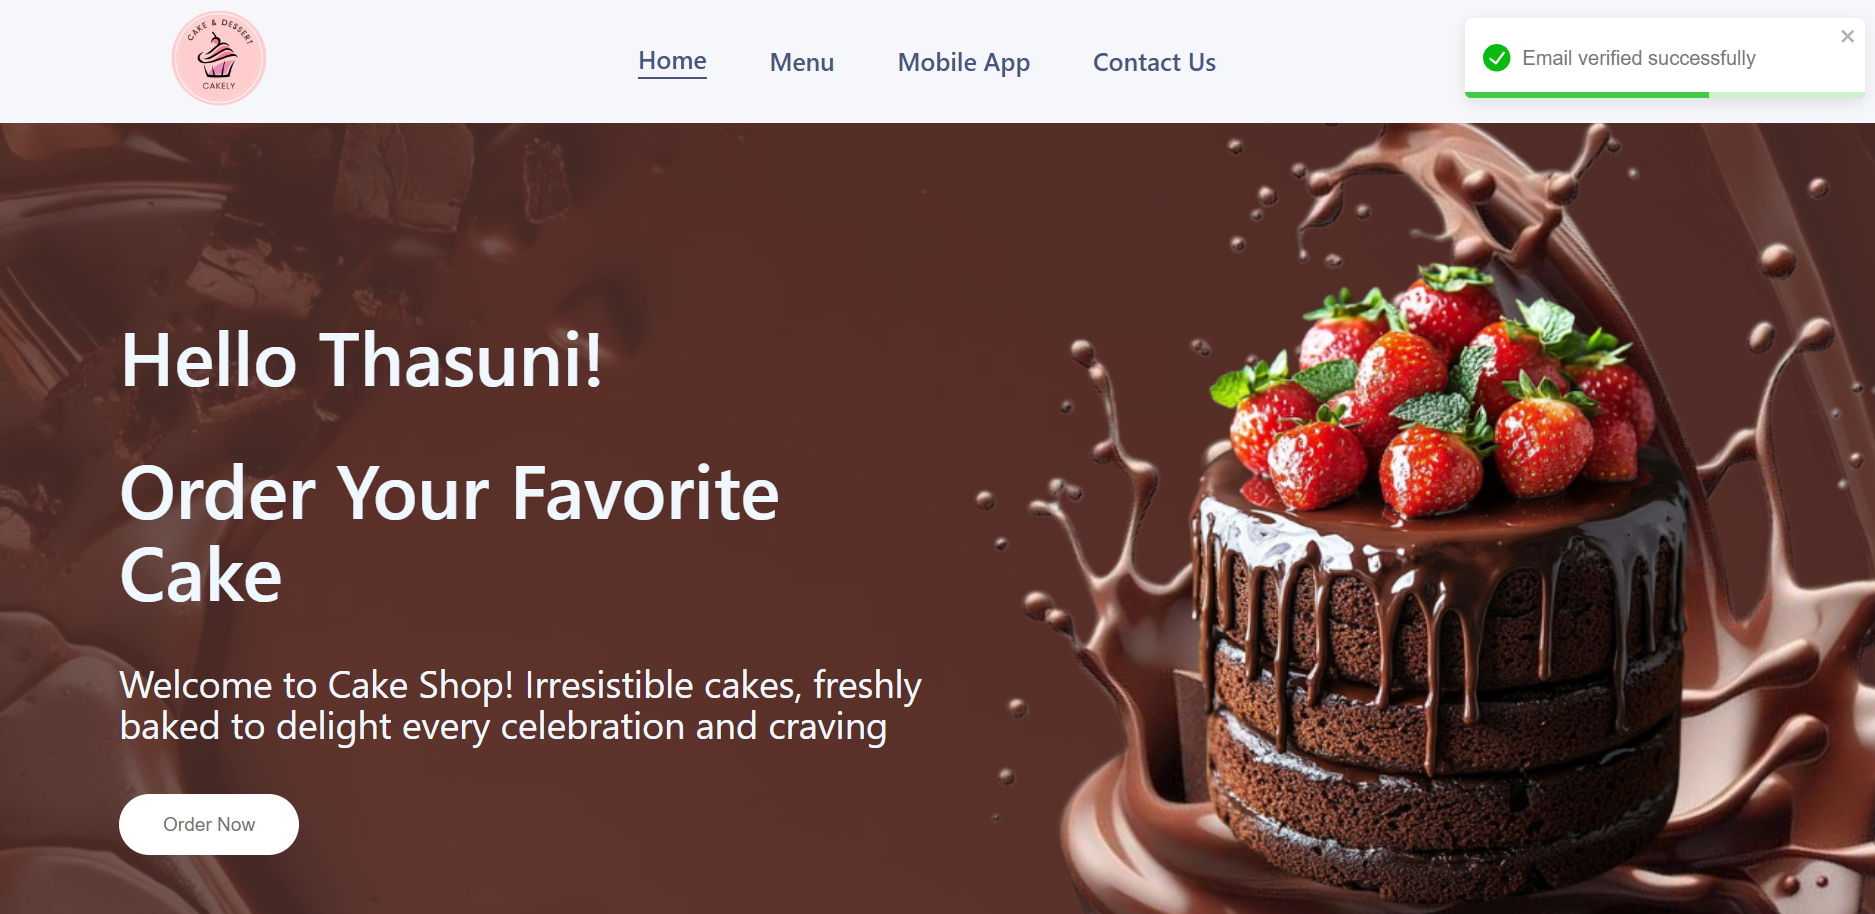 CAKE & DESSERT
CAKELY
Home
Menu
Mobile App
Contact Us
Email verified successfully
Hello Thasuni!
Order Your Favorite
Cake
Welcome to Cake Shop! Irresistible cakes, freshly
baked to delight every celebration and craving
Order Now